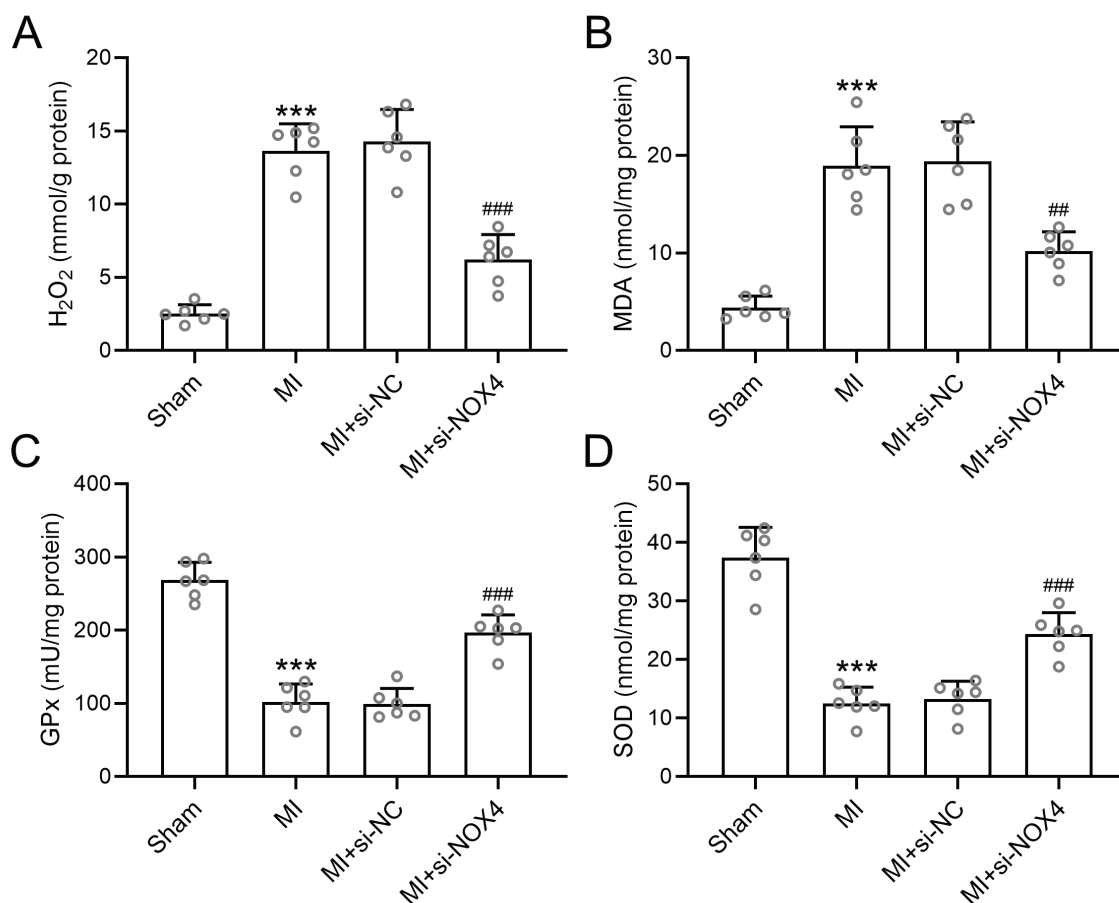 A
H₂O₂ (mmol/g protein)
20
15
10
5
0
***
###
Sham
MI
MI+si-NC
MI+si-NOX4
B
MDA (nmol/mg protein)
30
20
10
0
***
##
Sham
MI
MI+si-NC
MI+si-NOX4
C
GPx (mU/mg protein)
400
300
200
100
0
***
###
Sham
MI
MI+si-NC
MI+si-NOX4
D
SOD (nmol/mg protein)
50
40
30
20
10
0
***
###
Sham
MI
MI+si-NC
MI+si-NOX4